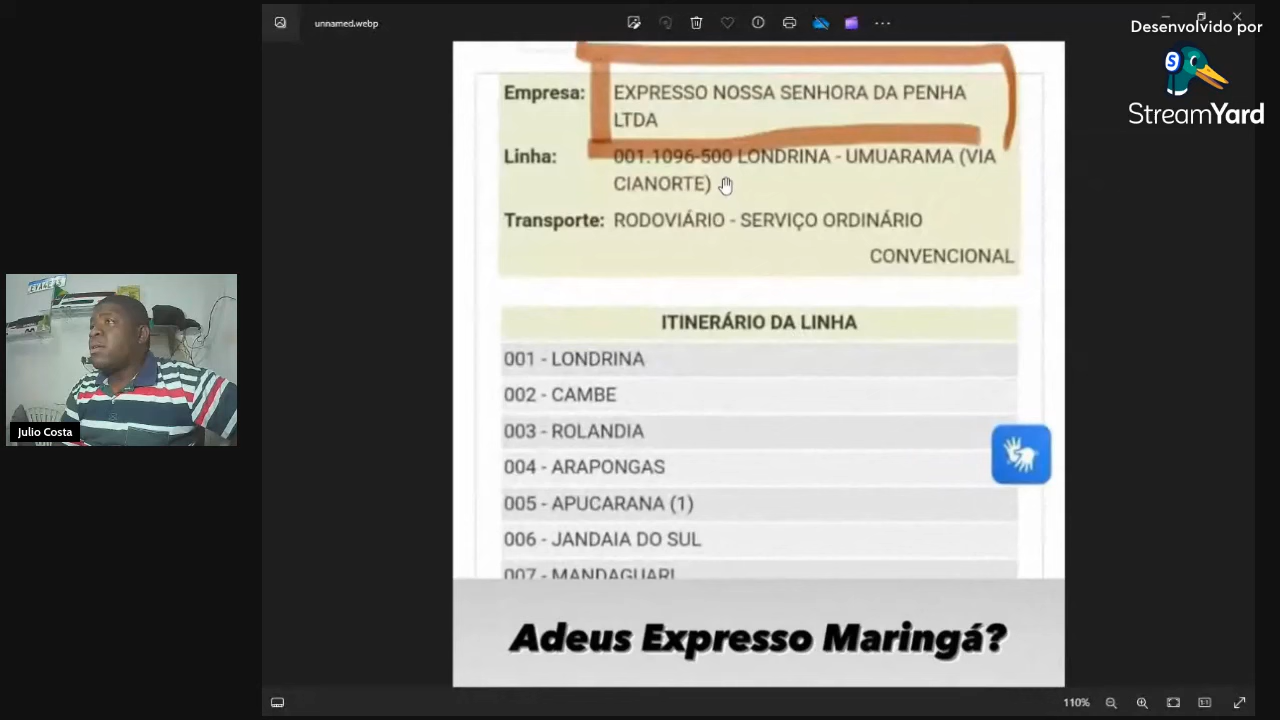 unnamed.webp
Desenvolvido por
StreamYard
Empresa: EXPRESSO NOSSA SENHORA DA PENHA
LTDA
Linha: 001.1096-500 LONDRINA - UMUARAMA (VIA
CIANORTE)
Transporte: RODOVIÁRIO - SERVIÇO ORDINÁRIO
CONVENCIONAL
ITINERÁRIO DA LINHA
001 - LONDRINA
002 - CAMBE
003 - ROLANDIA
004 - ARAPONGAS
005 - APUCARANA (1)
006 - JANDAIA DO SUL
007 - MANDAGUARI
Adeus Expresso Maringá?
Julio Costa
110%